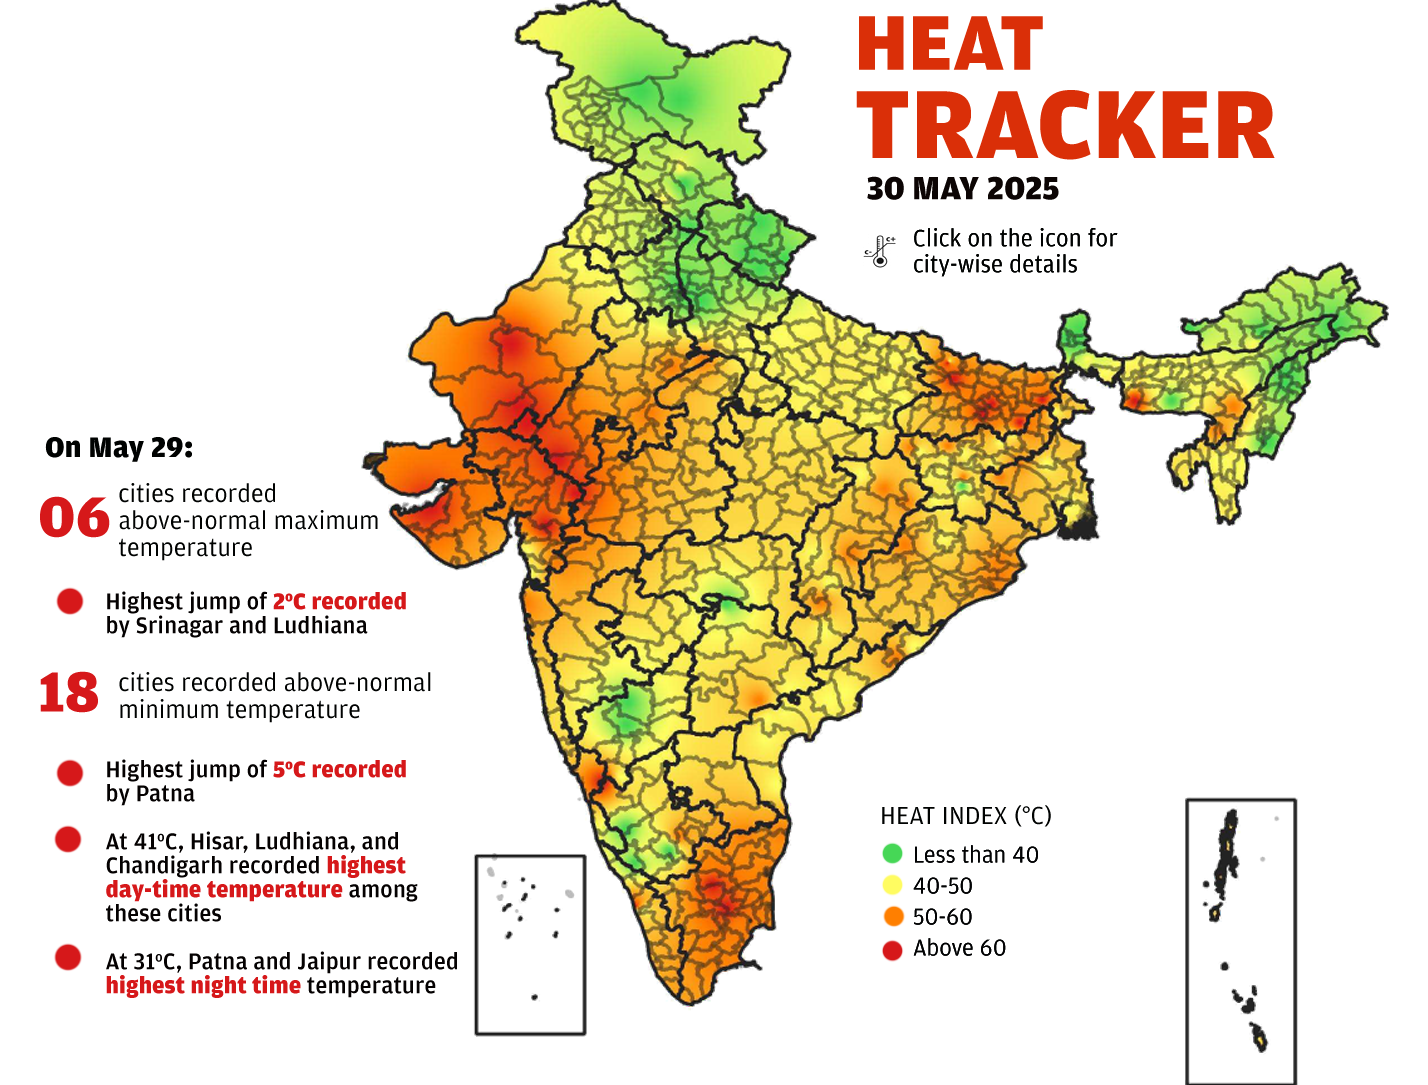 HEAT
TRACKER
30 MAY 2025
C+
C-
Click on the icon for
city-wise details
On May 29:
06
cities recorded
above-normal maximum
temperature
Highest jump of 2ºC recorded
by Srinagar and Ludhiana
18
cities recorded above-normal
minimum temperature
Highest jump of 5ºC recorded
by Patna
At 41ºC, Hisar, Ludhiana, and
Chandigarh recorded highest
day-time temperature among
these cities
At 31ºC, Patna and Jaipur recorded
highest night time temperature
HEAT INDEX (°C)
Less than 40
40-50
50-60
Above 60